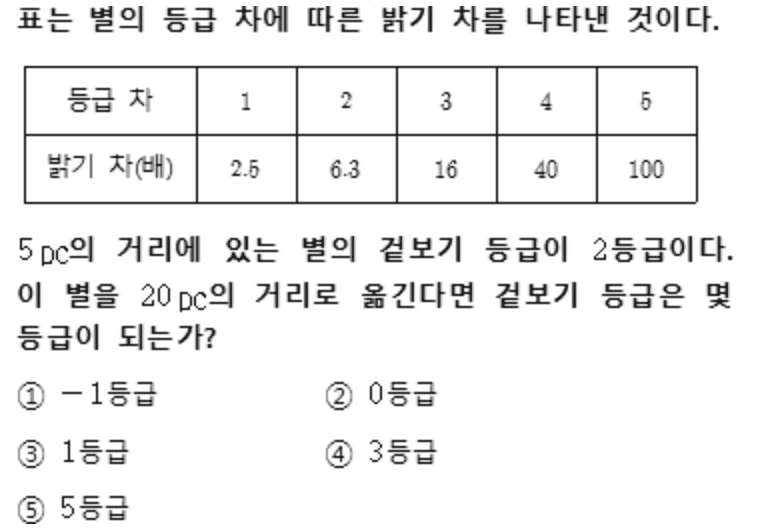 표는 별의 등급 차에 따른 밝기 차를 나타낸 것이다.
등급 차 1 2 3 4 5
밝기 차(배) 2.5 6.3 16 40 100
5 pc의 거리에 있는 별의 겉보기 등급이 2등급이다.
이 별을 20 pc의 거리로 옮긴다면 겉보기 등급은 몇
등급이 되는가?
① －1등급 ② 0등급
③ 1등급 ④ 3등급
⑤ 5등급